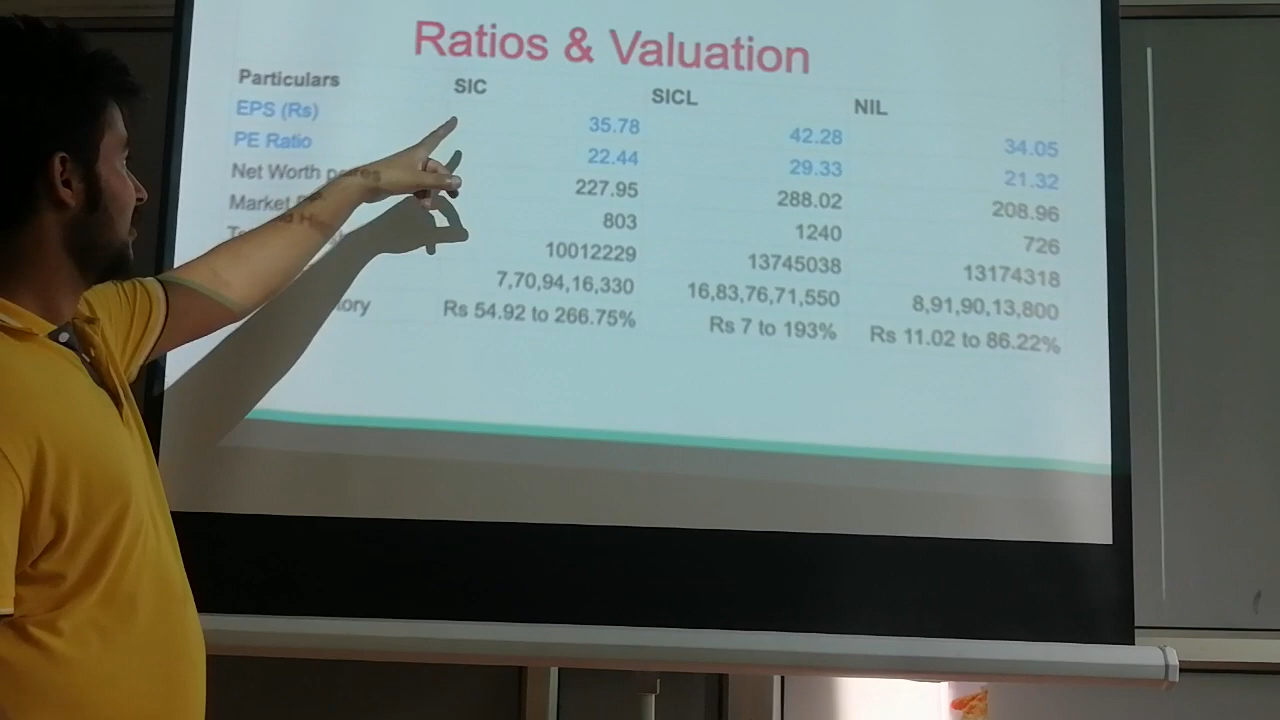 Ratios & Valuation
Particulars SIC SICL NIL
EPS (Rs) 35.78 42.28 34.05
PE Ratio 22.44 29.33 21.32
Net Worth 227.95 288.02 208.96
Market 803 1240 726
10012229 13745038 13174318
7,70,94,16,330 16,83,76,71,550 8,91,90,13,800
Rs 54.92 to 266.75% Rs 7 to 193% Rs 11.02 to 86.22%